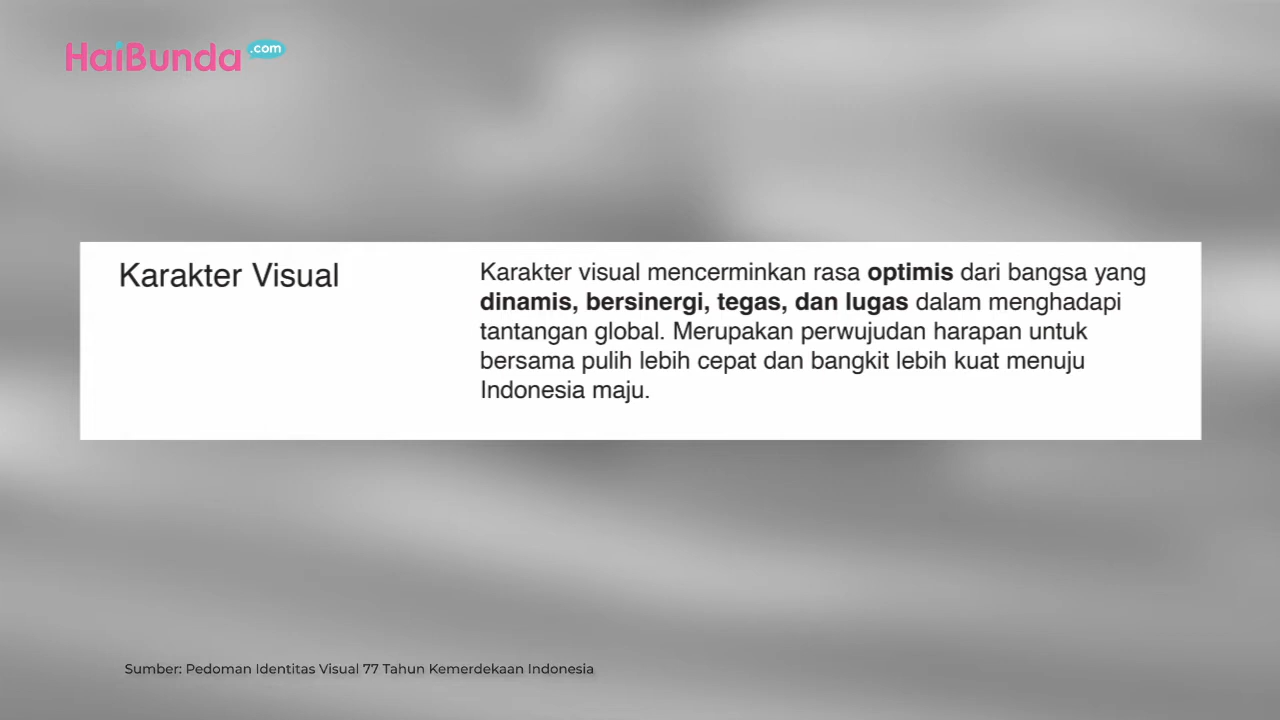 HaiBunda.com
Karakter Visual
Karakter visual mencerminkan rasa optimis dari bangsa yang
dinamis, bersinergi, tegas, dan lugas dalam menghadapi
tantangan global. Merupakan perwujudan harapan untuk
bersama pulih lebih cepat dan bangkit lebih kuat menuju
Indonesia maju.
Sumber: Pedoman Identitas Visual 77 Tahun Kemerdekaan Indonesia